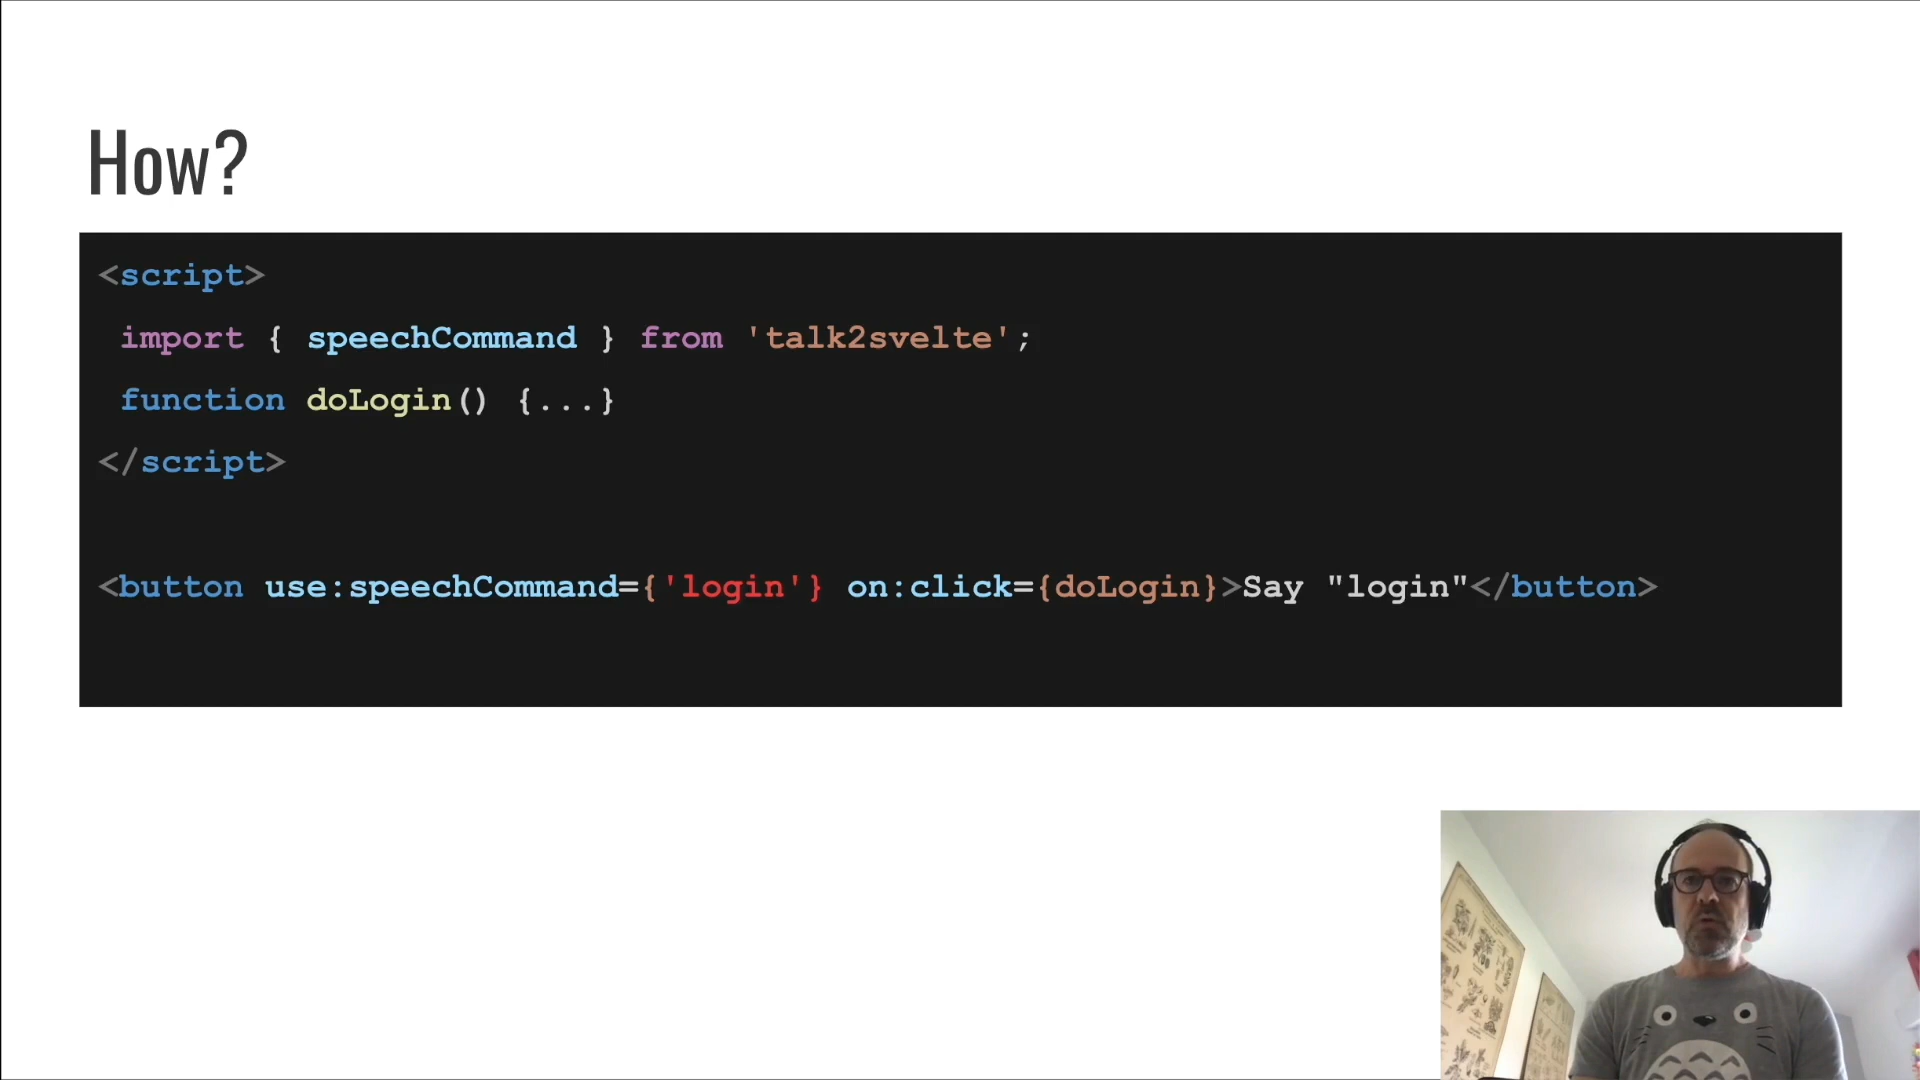 How?
<script>
import { speechCommand } from 'talk2svelte';
function doLogin() {...}
</script>
<button use:speechCommand={'login'} on:click={doLogin}>Say "login"</button>